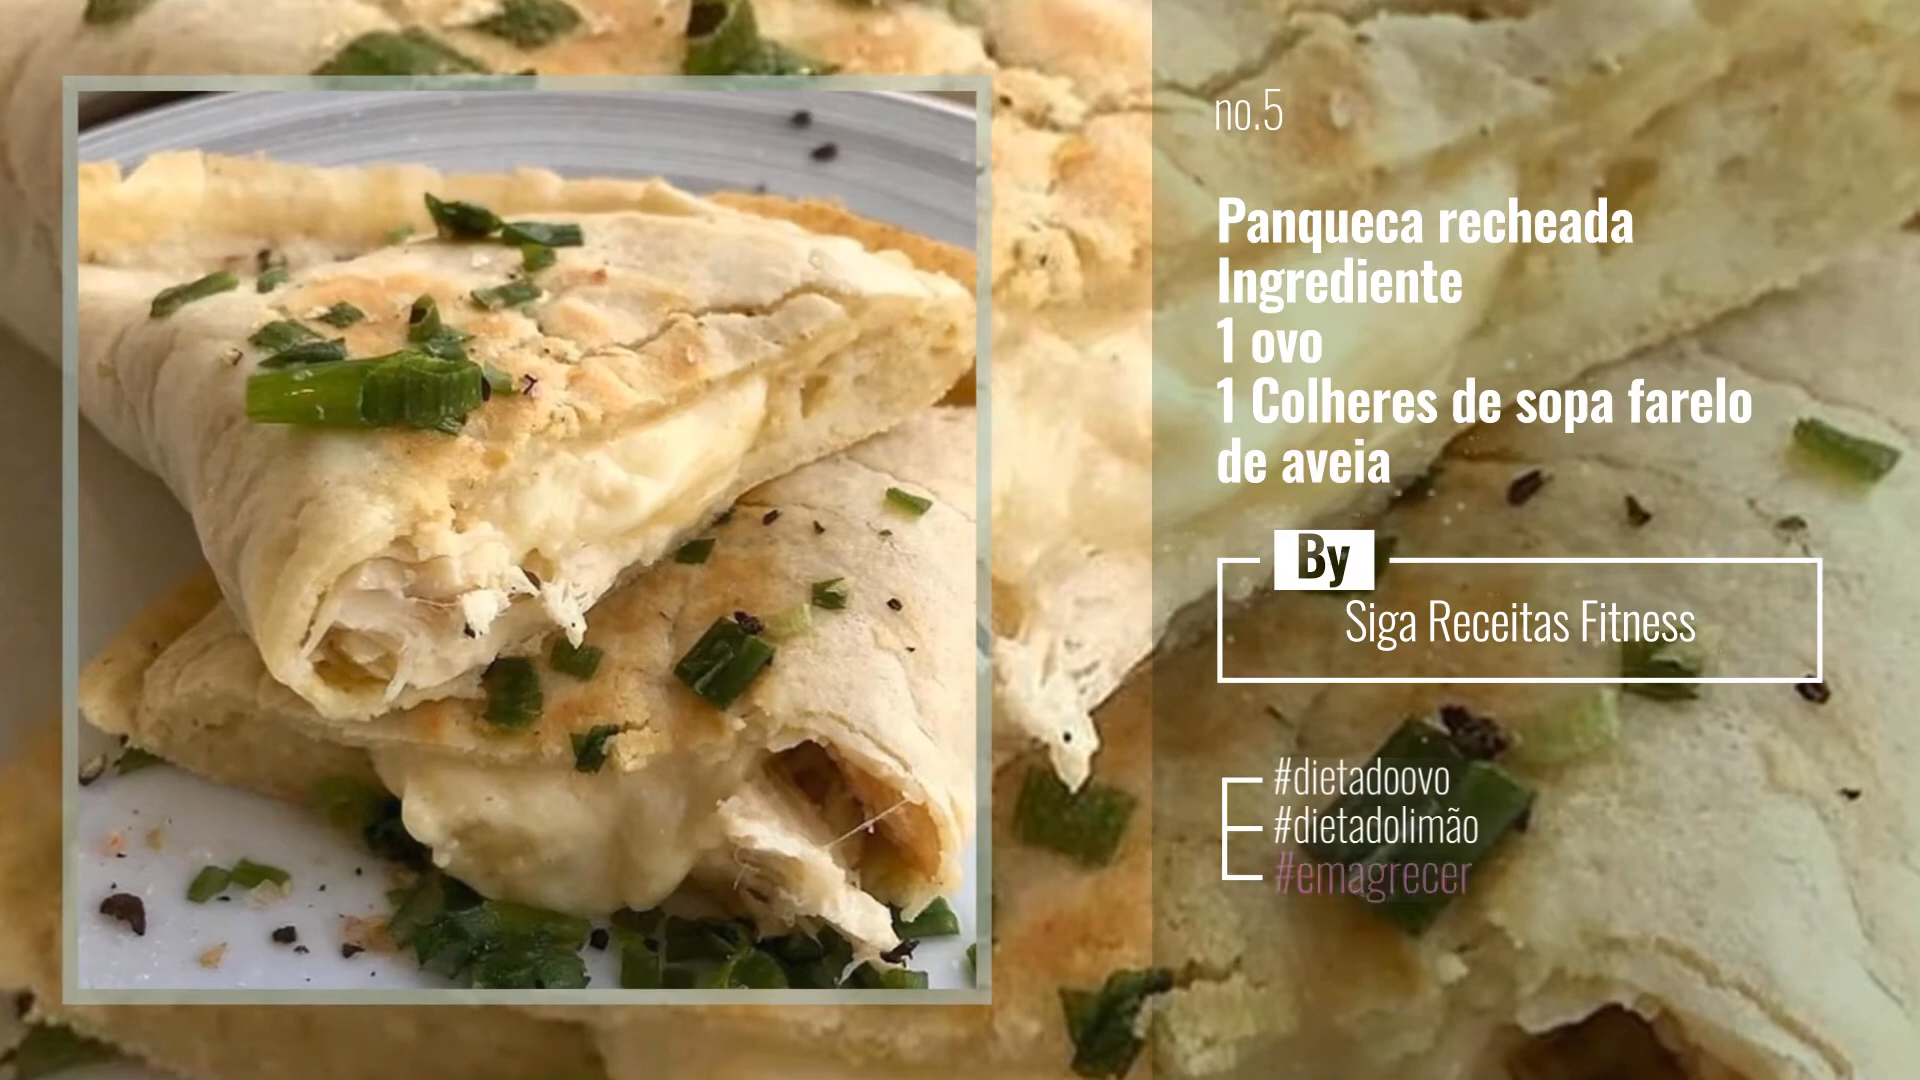 no.5
Panqueca recheada
Ingrediente
1 ovo
1 Colheres de sopa farelo
de aveia
By
Siga Receitas Fitness
#dietadoovo
#dietadolimão
#emagrecer